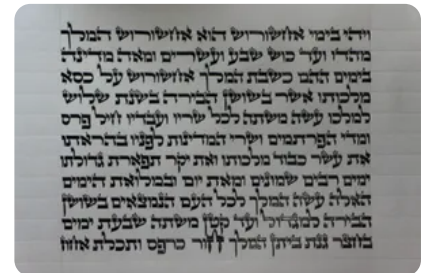 ויהי בימי אחשורוש הוא אחשורוש המלך
מהדו ועד כוש שבע ועשרים ומאה מדינה
בימים ההם כשבת המלך אחשורוש על כסא
מלכותו אשר בשושן הבירה בשנת שלוש
למלכו עשה משתה לכל שריו ועבדיו חיל פרס
ומדי הפרתמים ושרי המדינות לפניו בהראתו
את עשר כבוד מלכותו ואת יקר תפארת גדולתו
ימים רבים שמונים ומאת יום ובמלואת הימים
האלה עשה המלך לכל העם הנמצאים בשושן
הבירה למגדול ועד קטן משתה שבעת ימים
בחצר גנת ביתן המלך חור כרפס ותכלת אחוז